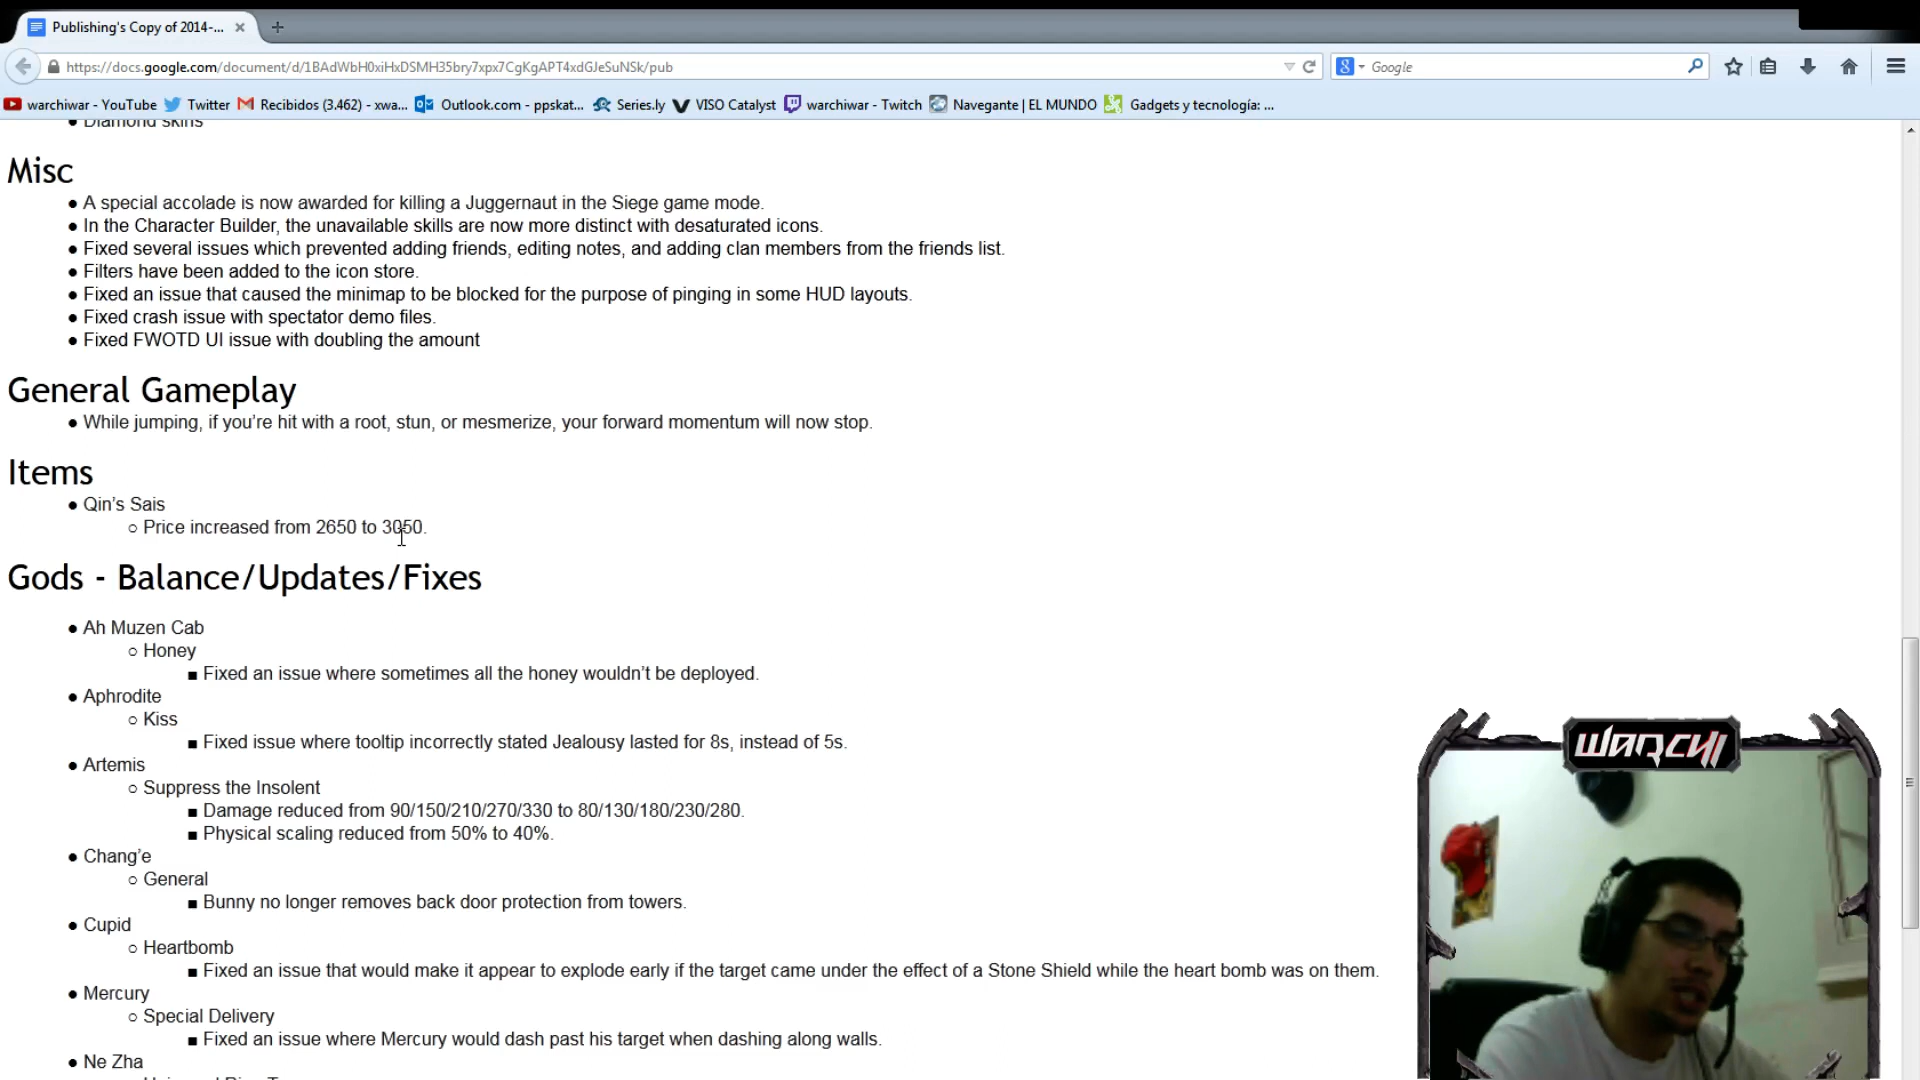 Publishing's Copy of 2014-...
https://docs.google.com/document/d/1BAdWbH0xiHxDSMH35bry7xpx7CgKgAPT4xdGJeSuNSk/pub
Google
warchiwar - YouTube Twitter Recibidos (3.462) - xwa... Outlook.com - ppskat... Series.ly VISO Catalyst warchiwar - Twitch Navegante | EL MUNDO Gadgets y tecnología: ...
● Diamond skins
Misc
● A special accolade is now awarded for killing a Juggernaut in the Siege game mode.
● In the Character Builder, the unavailable skills are now more distinct with desaturated icons.
● Fixed several issues which prevented adding friends, editing notes, and adding clan members from the friends list.
● Filters have been added to the icon store.
● Fixed an issue that caused the minimap to be blocked for the purpose of pinging in some HUD layouts.
● Fixed crash issue with spectator demo files.
● Fixed FWOTD UI issue with doubling the amount
General Gameplay
● While jumping, if you're hit with a root, stun, or mesmerize, your forward momentum will now stop.
Items
● Qin's Sais
○ Price increased from 2650 to 3050.
Gods - Balance/Updates/Fixes
● Ah Muzen Cab
○ Honey
■ Fixed an issue where sometimes all the honey wouldn't be deployed.
● Aphrodite
○ Kiss
■ Fixed issue where tooltip incorrectly stated Jealousy lasted for 8s, instead of 5s.
● Artemis
○ Suppress the Insolent
■ Damage reduced from 90/150/210/270/330 to 80/130/180/230/280.
■ Physical scaling reduced from 50% to 40%.
● Chang'e
○ General
■ Bunny no longer removes back door protection from towers.
● Cupid
○ Heartbomb
■ Fixed an issue that would make it appear to explode early if the target came under the effect of a Stone Shield while the heart bomb was on them.
● Mercury
○ Special Delivery
■ Fixed an issue where Mercury would dash past his target when dashing along walls.
● Ne Zha
WARCHI